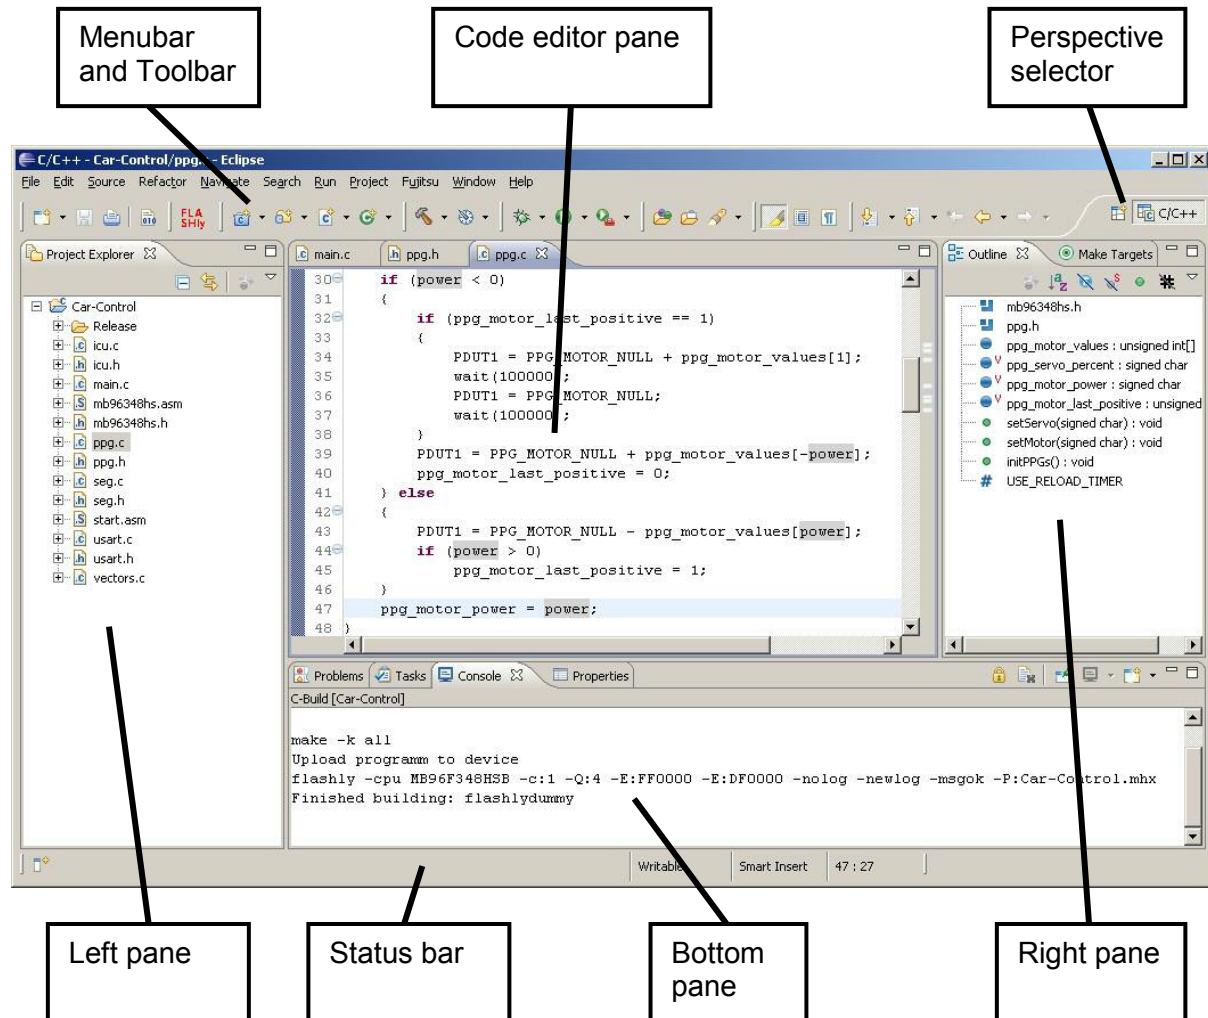 Menubar
and Toolbar
Code editor pane
Perspective
selector
C/C++ - Car-Control/ppg. - Eclipse
File Edit Source Refactor Navigate Search Run Project Fujitsu Window Help
010
FLA
SHly
C/C++
Project Explorer
Car-Control
Release
icu.c
icu.h
main.c
mb96348hs.asm
mb96348hs.h
ppg.c
ppg.h
seg.c
seg.h
start.asm
usart.c
usart.h
vectors.c
main.c ppg.h ppg.c
30 if (power < 0)
31 {
32 if (ppg_motor_last_positive == 1)
33 {
34 PDUT1 = PPG_MOTOR_NULL + ppg_motor_values[1];
35 wait(100000);
36 PDUT1 = PPG_MOTOR_NULL;
37 wait(100000);
38 }
39 PDUT1 = PPG_MOTOR_NULL + ppg_motor_values[-power];
40 ppg_motor_last_positive = 0;
41 } else
42 {
43 PDUT1 = PPG_MOTOR_NULL - ppg_motor_values[power];
44 if (power > 0)
45 ppg_motor_last_positive = 1;
46 }
47 ppg_motor_power = power;
48 }
Outline Make Targets
mb96348hs.h
ppg.h
ppg_motor_values : unsigned int[]
ppg_servo_percent : signed char
ppg_motor_power : signed char
ppg_motor_last_positive : unsigned
setServo(signed char) : void
setMotor(signed char) : void
initPPGs() : void
USE_RELOAD_TIMER
Problems Tasks Console Properties
C-Build [Car-Control]
make -k all
Upload programm to device
flashly -cpu MB96F348HSB -c:1 -Q:4 -E:FF0000 -E:DF0000 -nolog -newlog -msgok -P:Car-Control.mhx
Finished building: flashlydummy
Writable Smart Insert 47 : 27
Left pane
Status bar
Bottom
pane
Right pane